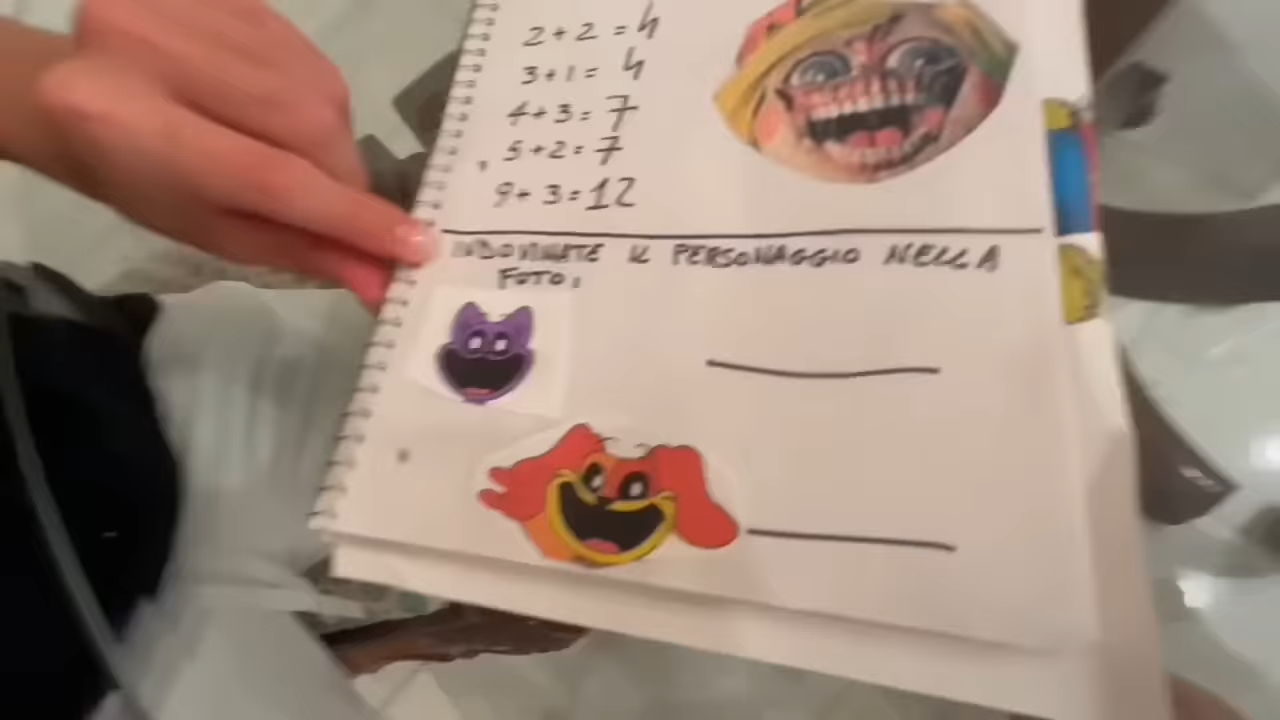 2+2=4
3+1=4
4+3=7
5+2=7
9+3=12
INDOVINATE IL PERSONAGGIO NELLA
FOTO.